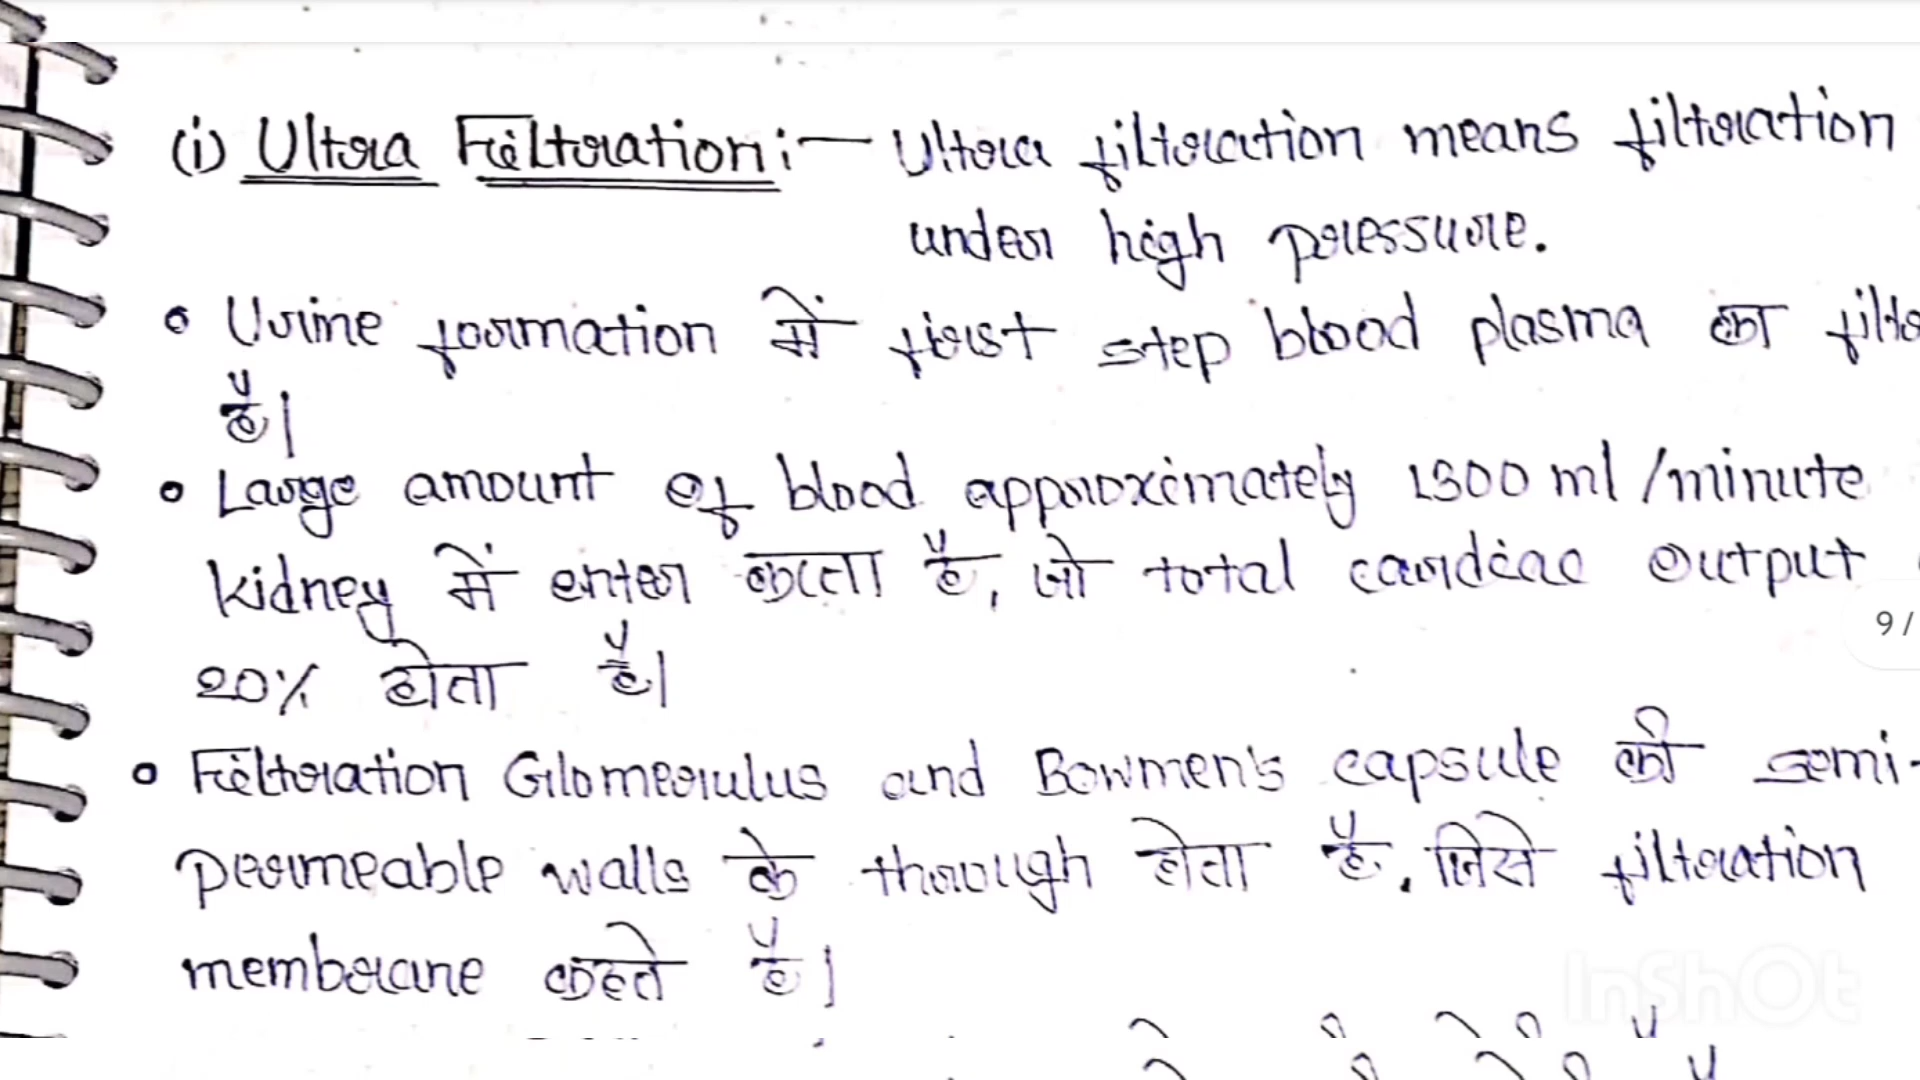 (i) Ultra Filtration :- Ultra filtration means filtration
under high pressure.
• Urine formation में first step blood plasma का
है।
• Large amount of blood approximately 1300 ml/minute
kidney में enter करता है, जो total cardiac output
20% होता है।
• Filtration Glomerulus and Bowmen's capsule की semi-
permeable walls के through होता है, जिसे filtration
membrane कहते है।
9/
InShOt